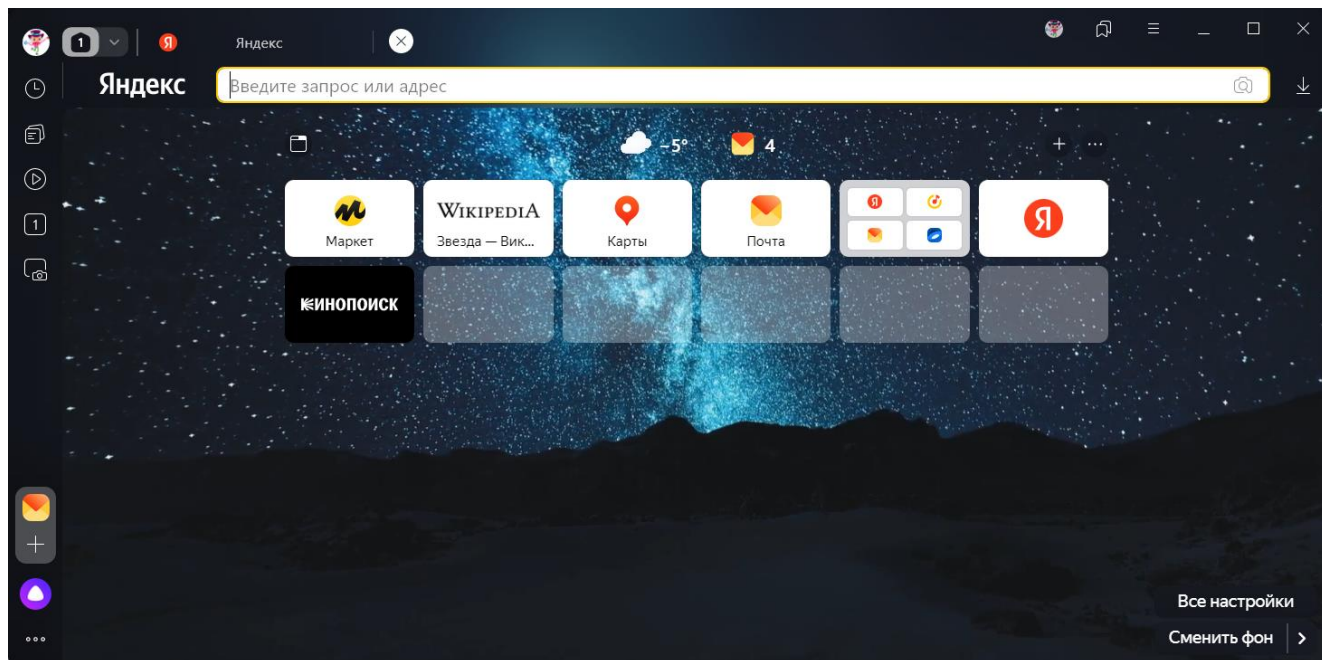 1
Я
Яндекс
Яндекс
Введите запрос или адрес
1
−5°
4
Маркет
WIKIPEDIA
Звезда — Вик...
Карты
Почта
Я
Я
КИНОПОИСК
Все настройки
Сменить фон